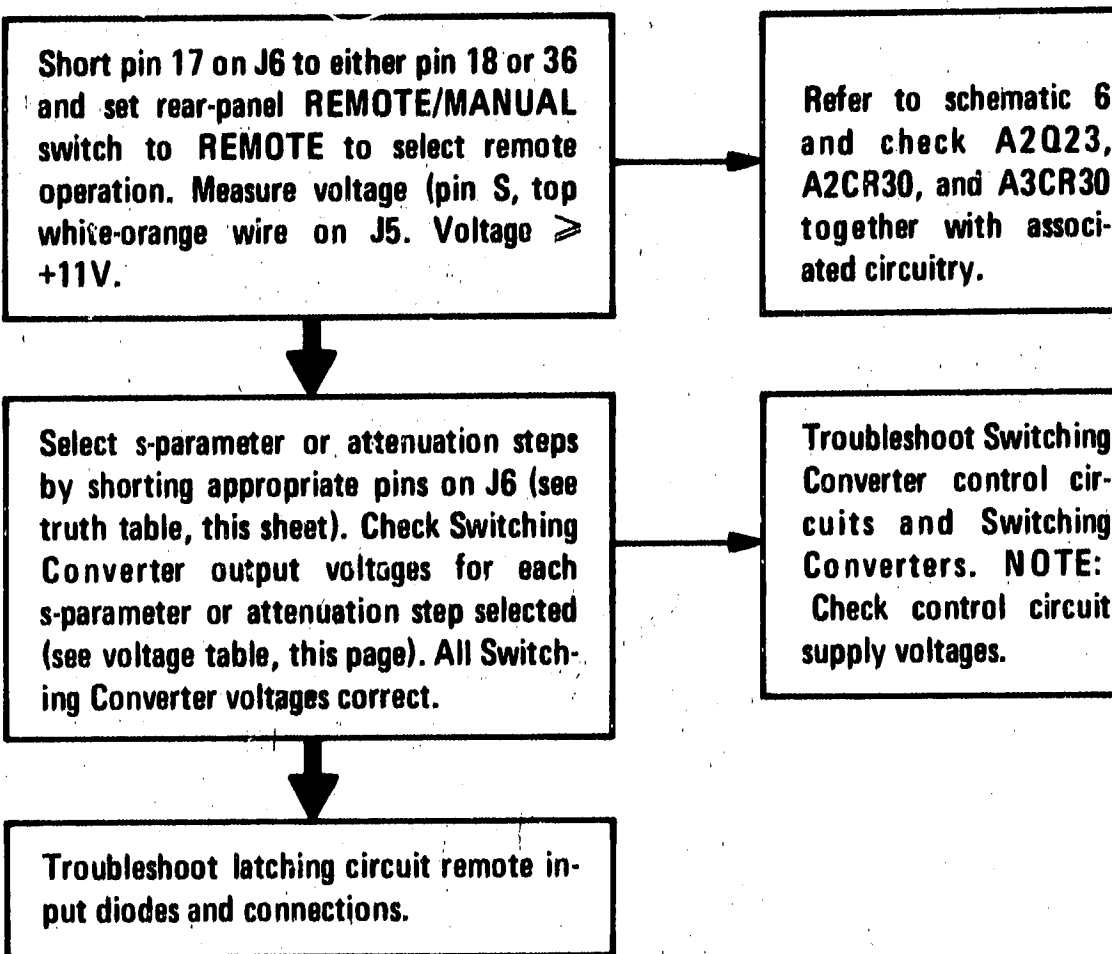 Short pin 17 on J6 to either pin 18 or 36
and set rear-panel REMOTE/MANUAL
switch to REMOTE to select remote
operation. Measure voltage (pin S, top
white-orange wire on J5. Voltage ⩾
+11V.
Refer to schematic 6
and check A2Q23,
A2CR30, and A3CR30
together with associ-
ated circuitry.
Select s-parameter or attenuation steps
by shorting appropriate pins on J6 (see
truth table, this sheet). Check Switching
Converter output voltages for each
s-parameter or attenuation step selected
(see voltage table, this page). All Switch-
ing Converter voltages correct.
Troubleshoot Switching
Converter control cir-
cuits and Switching
Converters. NOTE:
Check control circuit
supply voltages.
Troubleshoot latching circuit remote in-
put diodes and connections.